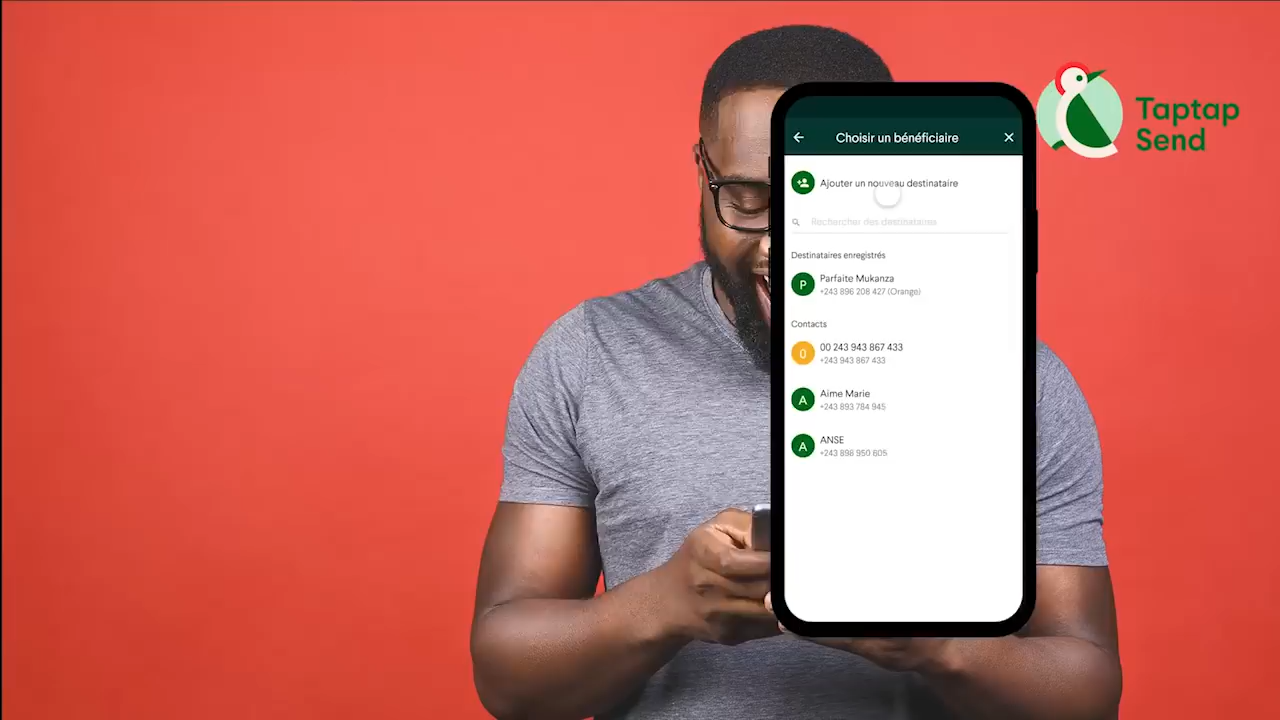 Taptap
Send
Choisir un bénéficiaire
Ajouter un nouveau destinataire
Rechercher des destinataires
Destinataires enregistrés
P
Parfaite Mukanza
+243 896 208 427 (Orange)
Contacts
0
00 243 943 867 433
+243 943 867 433
A
Aime Marie
+243 893 784 945
A
ANSE
+243 898 950 605